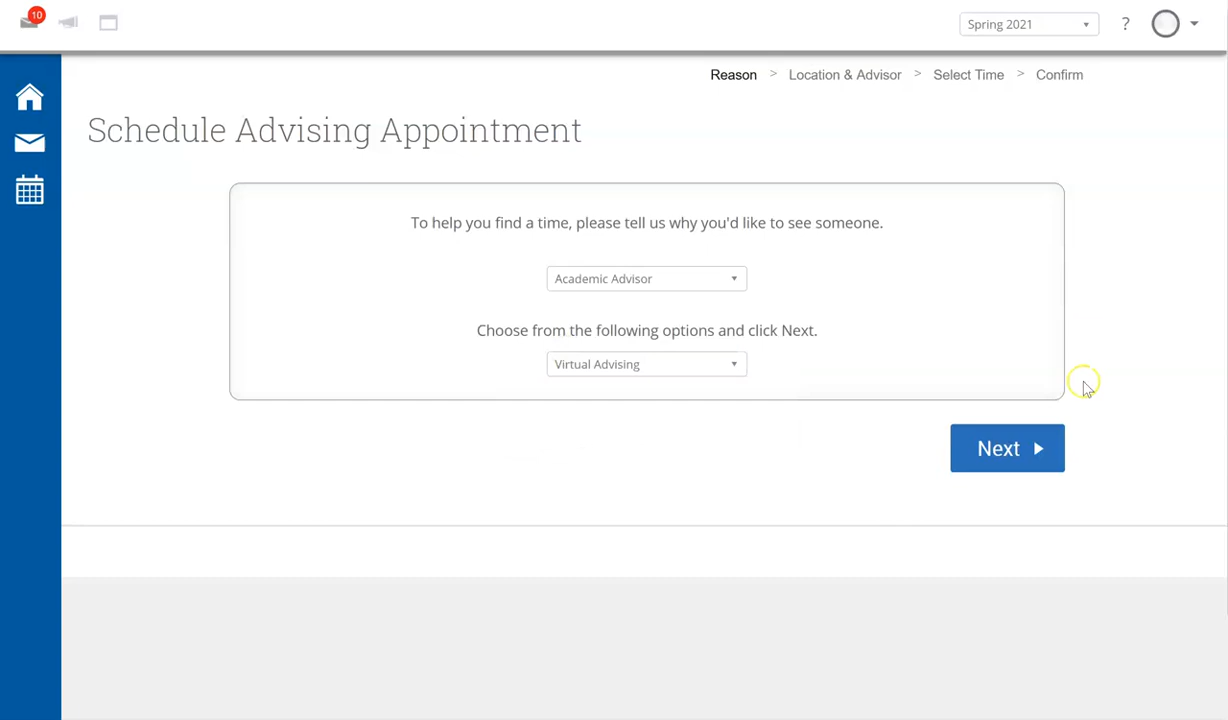 10
Spring 2021
?
Reason > Location & Advisor > Select Time > Confirm
Schedule Advising Appointment
To help you find a time, please tell us why you'd like to see someone.
Academic Advisor
Choose from the following options and click Next.
Virtual Advising
Next